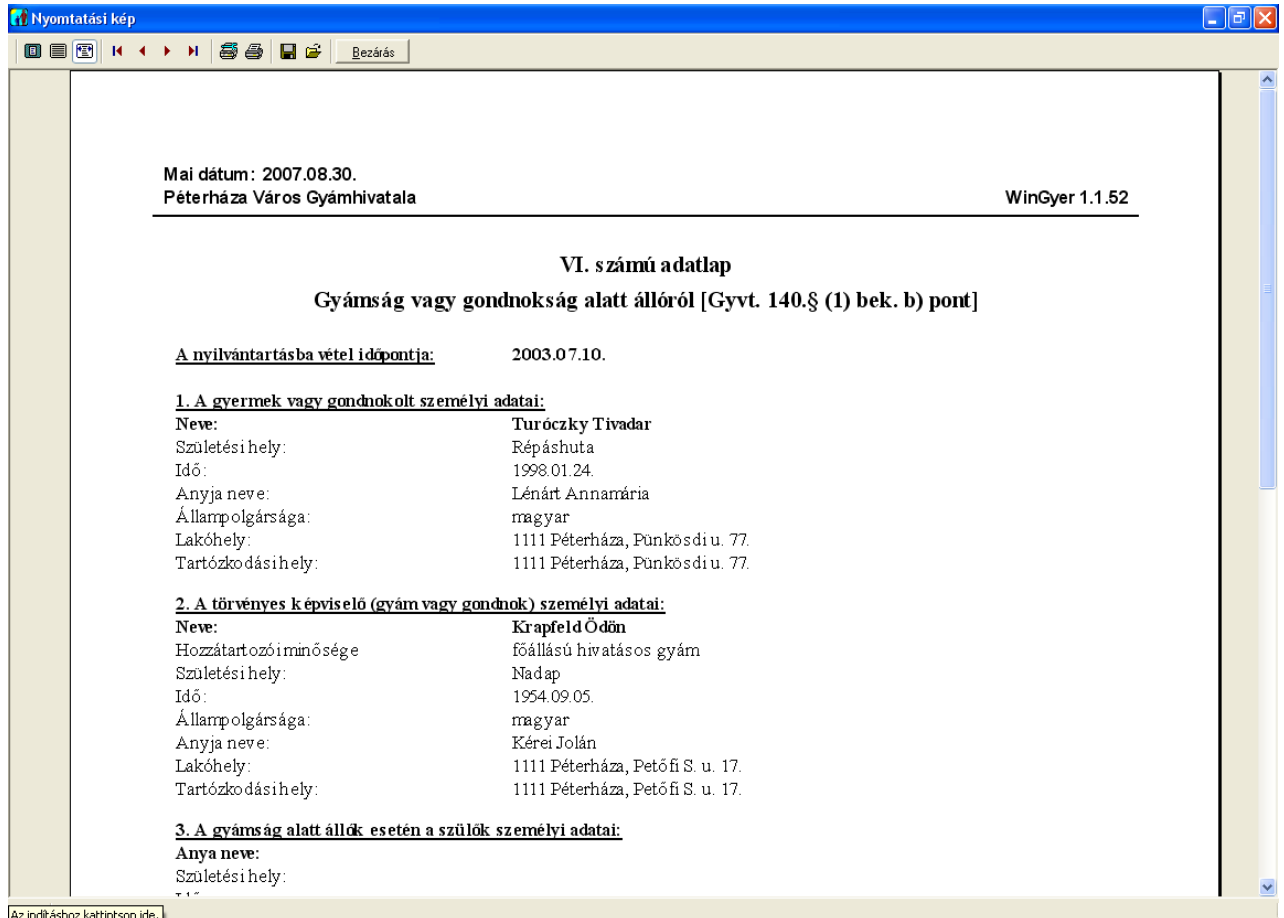 Nyomtatási kép
Bezárás
Mai dátum: 2007.08.30.
Péterháza Város Gyámhivatala WinGyer 1.1.52
VI. számú adatlap
Gyámság vagy gondnokság alatt állóról [Gyvt. 140.§ (1) bek. b) pont]
A nyilvántartásba vétel időpontja: 2003.07.10.
1. A gyermek vagy gondnokolt személyi adatai:
Neve: Turóczky Tivadar
Születési hely: Répáshuta
Idő: 1998.01.24.
Anyja neve: Lénárt Annamária
Állampolgársága: magyar
Lakóhely: 1111 Péterháza, Pünkösdi u. 77.
Tartózkodási hely: 1111 Péterháza, Pünkösdi u. 77.
2. A törvényes képviselő (gyám vagy gondnok) személyi adatai:
Neve: Krapfeld Ödön
Hozzátartozói minősége főállású hivatásos gyám
Születési hely: Nadap
Idő: 1954.09.05.
Állampolgársága: magyar
Anyja neve: Kérei Jolán
Lakóhely: 1111 Péterháza, Petőfi S. u. 17.
Tartózkodási hely: 1111 Péterháza, Petőfi S. u. 17.
3. A gyámság alatt állók esetén a szülők személyi adatai:
Anya neve:
Születési hely:
Az indításhoz kattintson ide.